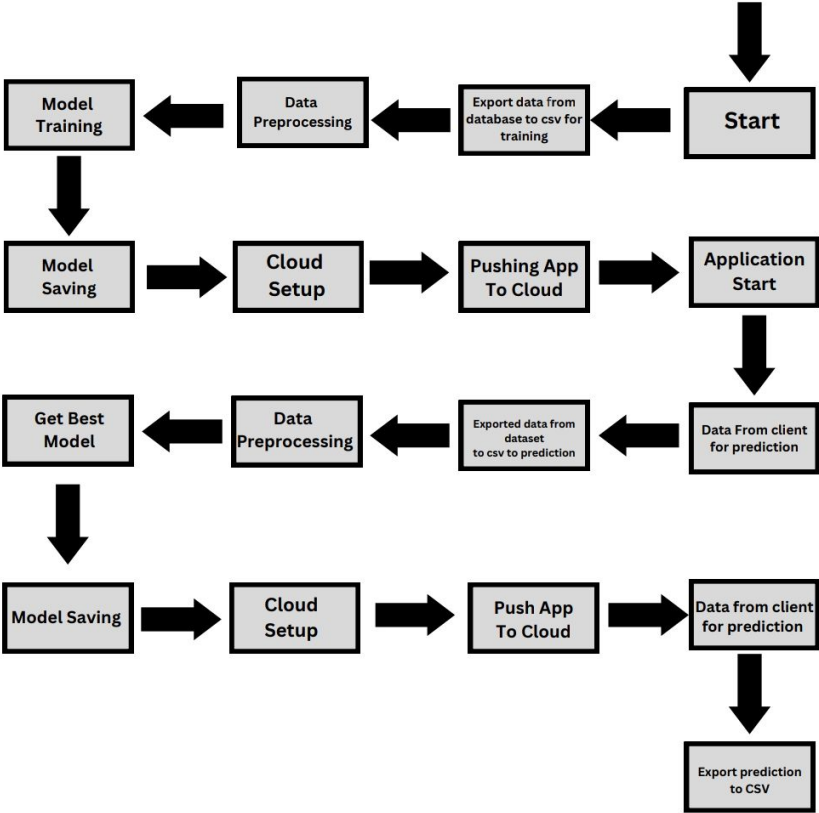 Start
Export data from
database to csv for
training
Data
Preprocessing
Model
Training
Model
Saving
Cloud
Setup
Pushing App
To Cloud
Application
Start
Data From client
for prediction
Exported data from
dataset
to csv to prediction
Data
Preprocessing
Get Best
Model
Model Saving
Cloud
Setup
Push App
To Cloud
Data from client
for prediction
Export prediction
to CSV